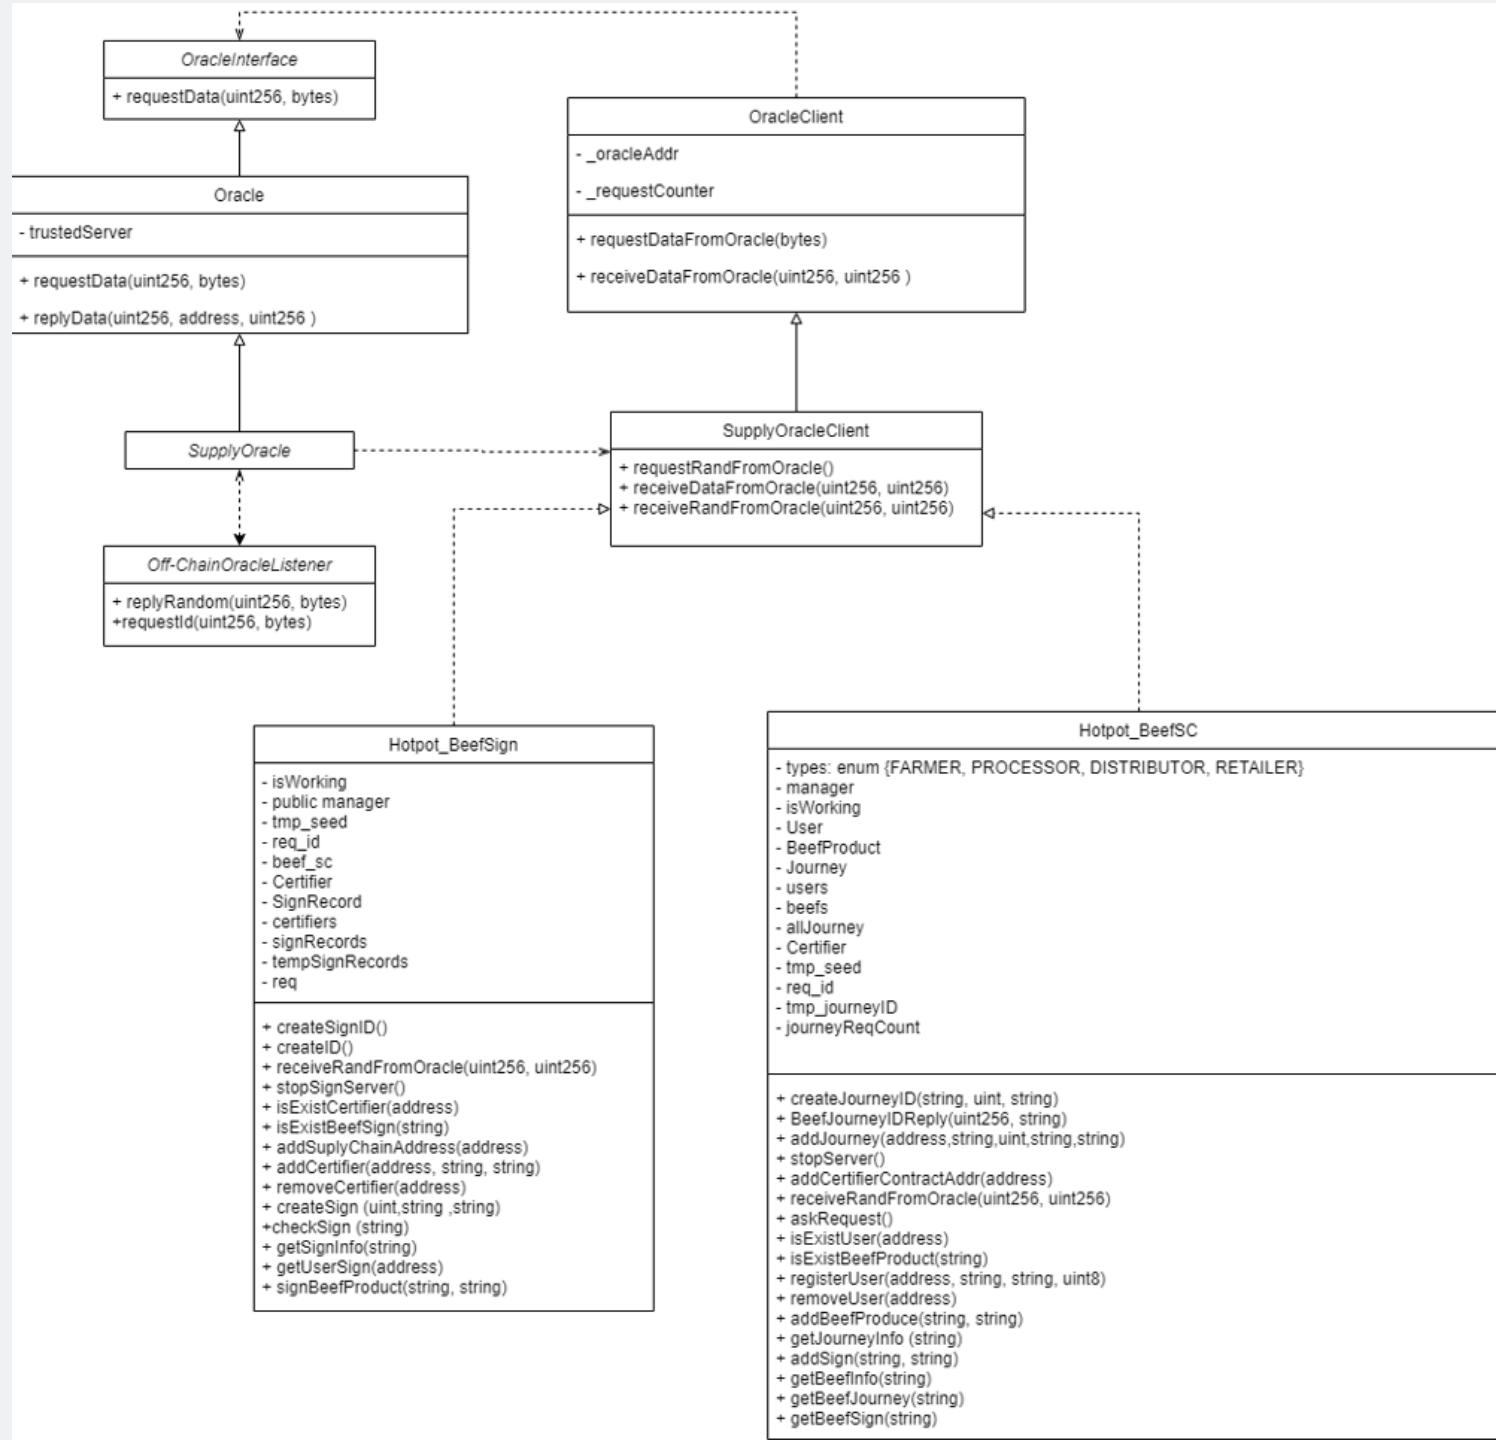 OracleInterface
+ requestData(uint256, bytes)
OracleClient
- _oracleAddr
- _requestCounter
+ requestDataFromOracle(bytes)
+ receiveDataFromOracle(uint256, uint256 )
Oracle
- trustedServer
+ requestData(uint256, bytes)
+ replyData(uint256, address, uint256 )
SupplyOracle
SupplyOracleClient
+ requestRandFromOracle()
+ receiveDataFromOracle(uint256, uint256)
+ receiveRandFromOracle(uint256, uint256)
Off-ChainOracleListener
+ replyRandom(uint256, bytes)
+requestId(uint256, bytes)
Hotpot_BeefSign
- isWorking
- public manager
- tmp_seed
- req_id
- beef_sc
- Certifier
- SignRecord
- certifiers
- signRecords
- tempSignRecords
- req
+ createSignID()
+ createID()
+ receiveRandFromOracle(uint256, uint256)
+ stopSignServer()
+ isExistCertifier(address)
+ isExistBeefSign(string)
+ addSuplyChainAddress(address)
+ addCertifier(address, string, string)
+ removeCertifier(address)
+ createSign (uint,string ,string)
+checkSign (string)
+ getSignInfo(string)
+ getUserSign(address)
+ signBeefProduct(string, string)
Hotpot_BeefSC
- types: enum {FARMER, PROCESSOR, DISTRIBUTOR, RETAILER}
- manager
- isWorking
- User
- BeefProduct
- Journey
- users
- beefs
- allJourney
- Certifier
- tmp_seed
- req_id
- tmp_journeyID
- journeyReqCount
+ createJourneyID(string, uint, string)
+ BeefJourneyIDReply(uint256, string)
+ addJourney(address,string,uint,string,string)
+ stopServer()
+ addCertifierContractAddr(address)
+ receiveRandFromOracle(uint256, uint256)
+ askRequest()
+ isExistUser(address)
+ isExistBeefProduct(string)
+ registerUser(address, string, string, uint8)
+ removeUser(address)
+ addBeefProduce(string, string)
+ getJourneyInfo (string)
+ addSign(string, string)
+ getBeefInfo(string)
+ getBeefJourney(string)
+ getBeefSign(string)